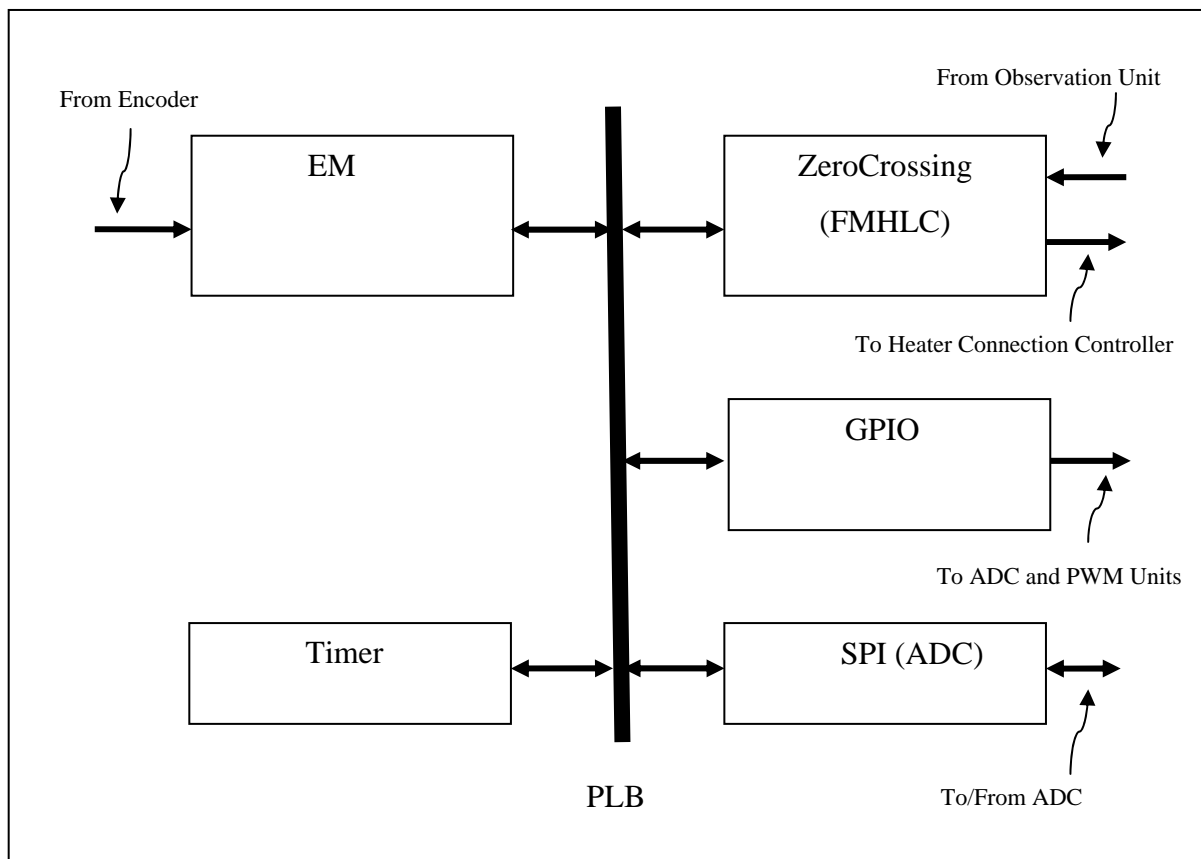 From Observation Unit
From Encoder
EM
ZeroCrossing
(FMHLC)
To Heater Connection Controller
GPIO
To ADC and PWM Units
Timer
SPI (ADC)
PLB
To/From ADC